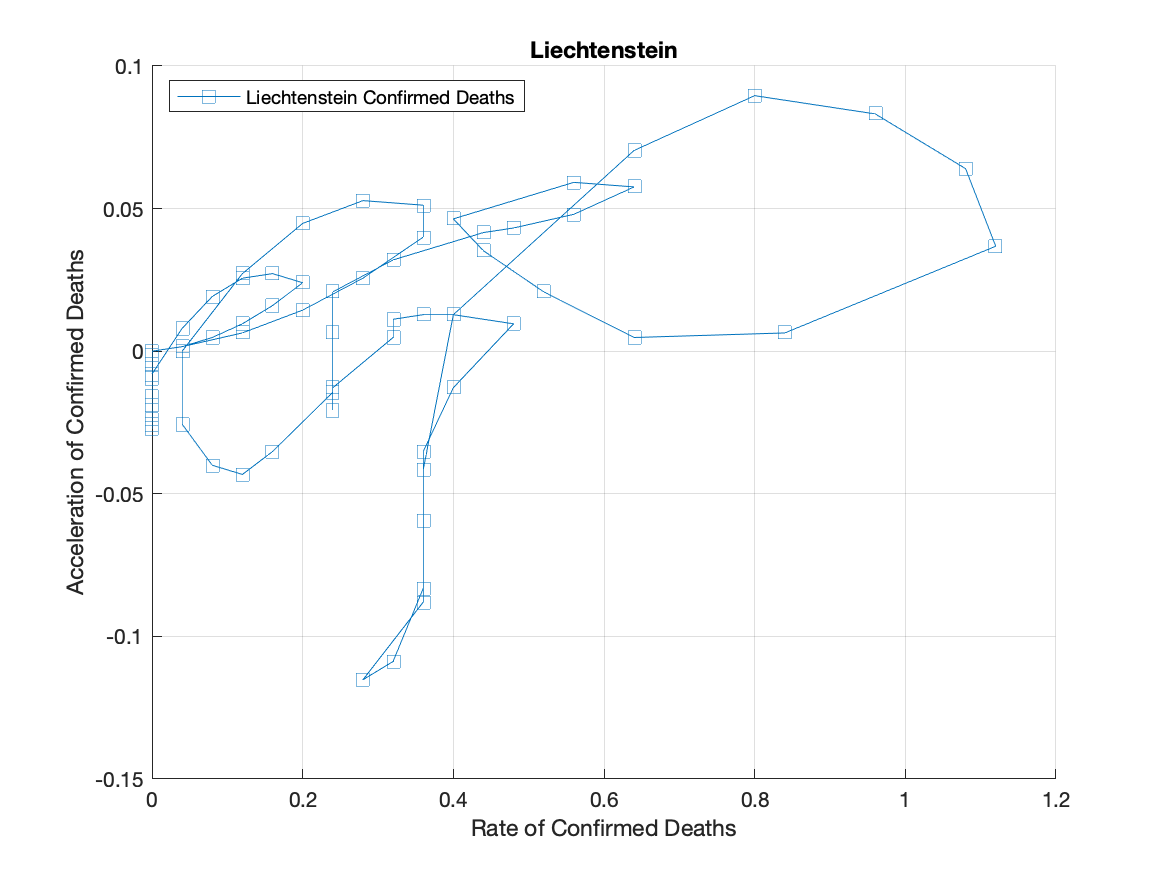 Liechtenstein
0.1
Liechtenstein Confirmed Deaths
0.05
0
-0.05
-0.1
-0.15
Acceleration of Confirmed Deaths
0 0.2 0.4 0.6 0.8 1 1.2
Rate of Confirmed Deaths